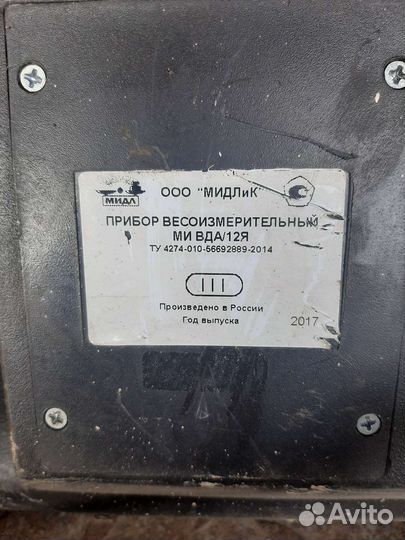 МИДЛ
ООО "МИДЛиК"
ПРИБОР ВЕСОИЗМЕРИТЕЛЬНЫЙ
МИ ВДА/12Я
ТУ 4274-010-56692889-2014
III
Произведено в России
Год выпуска 2017
Avito